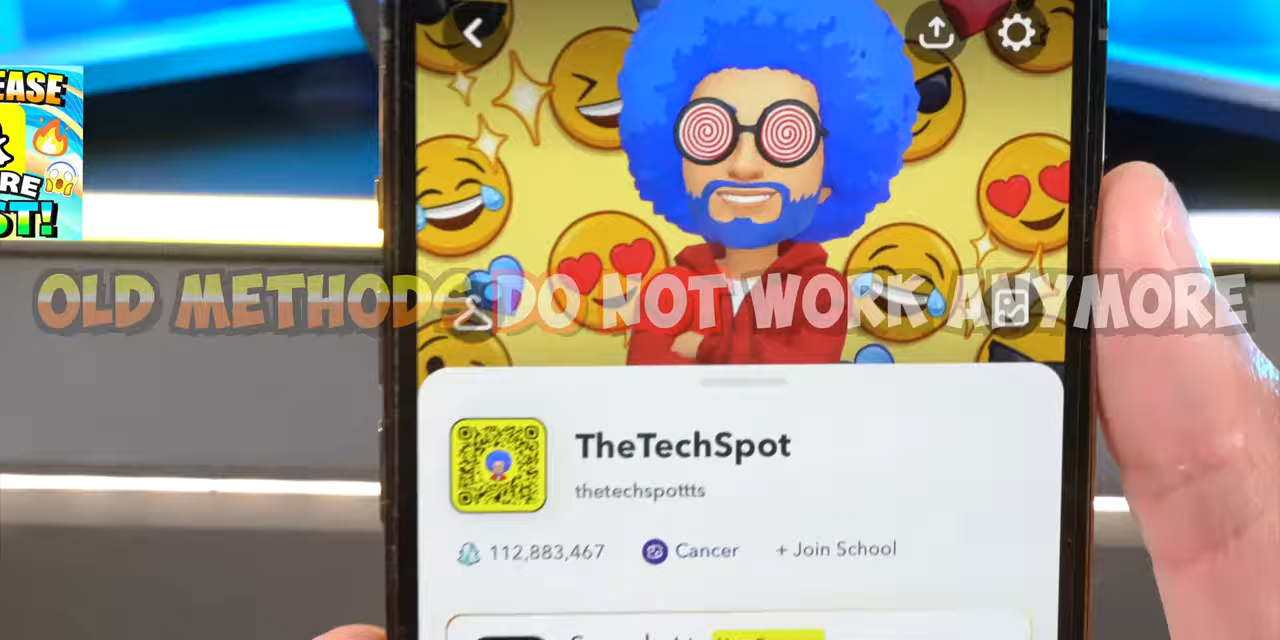 EASE
RE
ST!
OLD METHODS DO NOT WORK ANYMORE
TheTechSpot
thetechspottts
112,883,467
Cancer
+ Join School